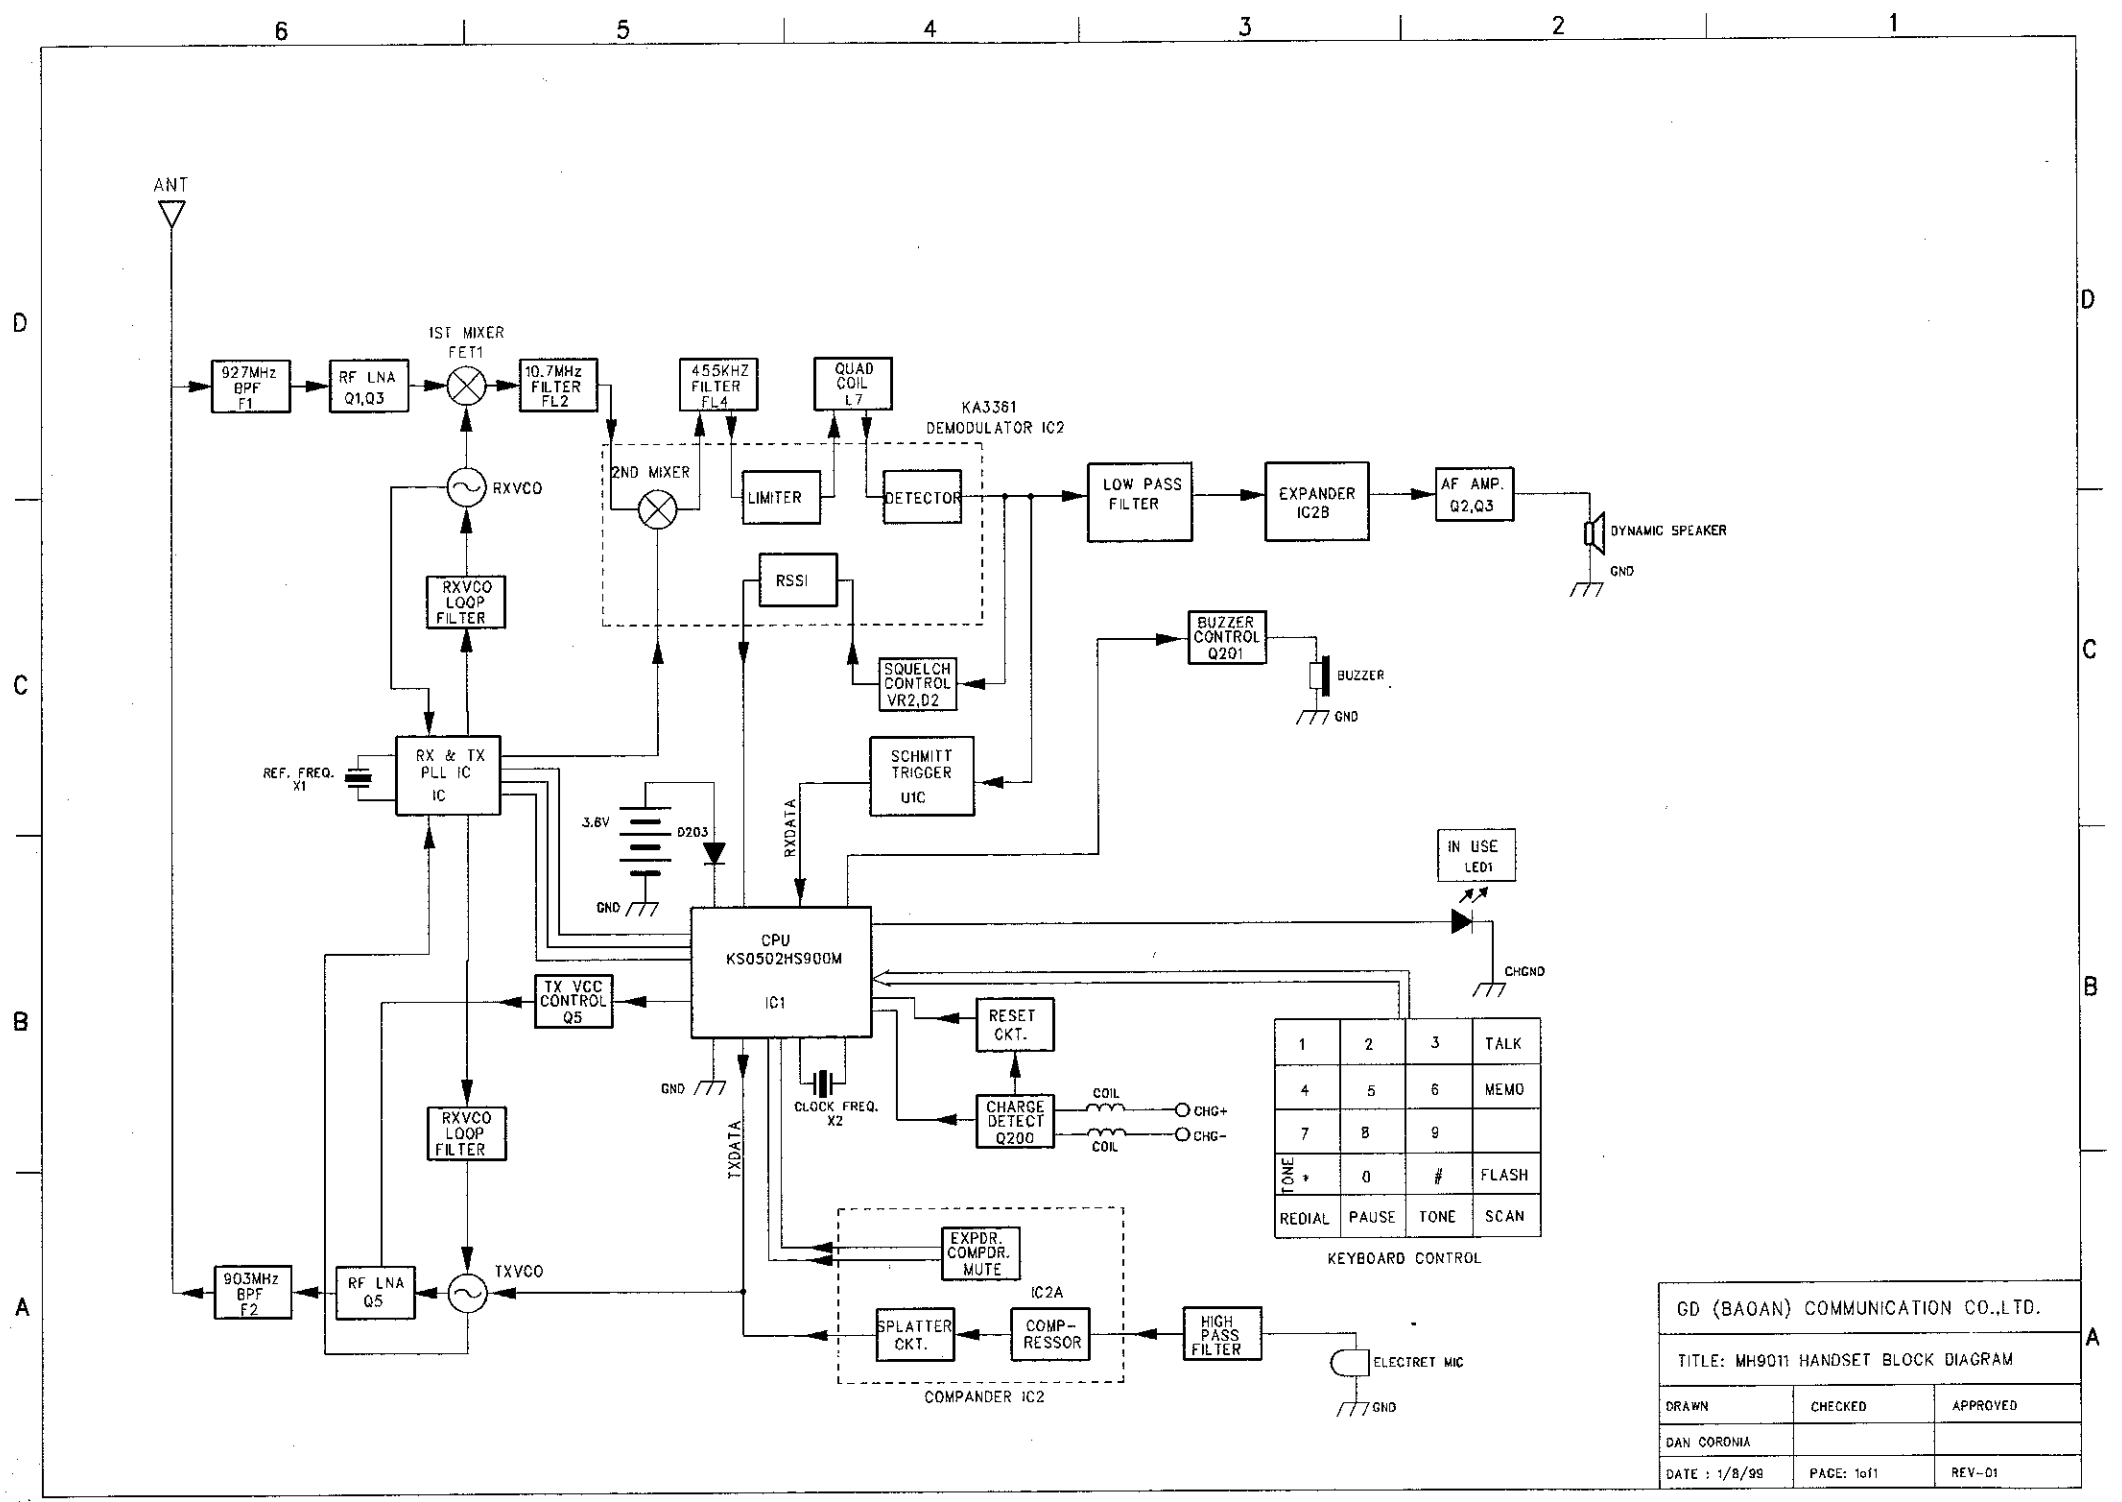 6 5 4 3 2 1
D
C
B
A
D
C
B
A
ANT
927MHz
BPF
F1
RF LNA
Q1,Q3
1ST MIXER
FET1
10.7MHz
FILTER
FL2
455KHZ
FILTER
FL4
QUAD
COIL
L7
KA3361
DEMODULATOR IC2
2ND MIXER
LIMITER
DETECTOR
RSSI
LOW PASS
FILTER
EXPANDER
IC2B
AF AMP.
Q2,Q3
DYNAMIC SPEAKER
GND
RXVCO
RXVCO
LOOP
FILTER
SQUELCH
CONTROL
VR2,D2
BUZZER
CONTROL
Q201
BUZZER
GND
REF. FREQ.
X1
RX & TX
PLL IC
IC
SCHMITT
TRIGGER
U1C
RXDATA
3.6V
D203
GND
IN USE
LED1
CHGND
CPU
KS0502HS900M
IC1
TX VCC
CONTROL
Q5
GND
CLOCK FREQ.
X2
RESET
CKT.
CHARGE
DETECT
Q200
COIL
CHG+
COIL
CHG-
1 2 3 TALK
4 5 6 MEMO
7 8 9
TONE * 0 # FLASH
REDIAL PAUSE TONE SCAN
KEYBOARD CONTROL
RXVCO
LOOP
FILTER
TXDATA
903MHz
BPF
F2
RF LNA
Q5
TXVCO
EXPDR.
COMPDR.
MUTE
IC2A
SPLATTER
CKT.
COMP-
RESSOR
COMPANDER IC2
HIGH
PASS
FILTER
ELECTRET MIC
GND
GD (BAOAN) COMMUNICATION CO.,LTD.
TITLE: MH9011 HANDSET BLOCK DIAGRAM
DRAWN CHECKED APPROVED
DAN CORONIA
DATE : 1/8/99 PAGE: 1of1 REV-01